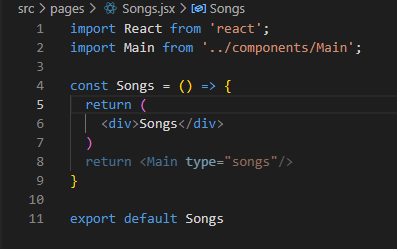 src > pages > Songs.jsx > Songs
1 import React from 'react';
2 import Main from '../components/Main';
3
4 const Songs = () => {
5   return (
6     <div>Songs</div>
7   )
8   return <Main type="songs"/>
9 }
10
11 export default Songs